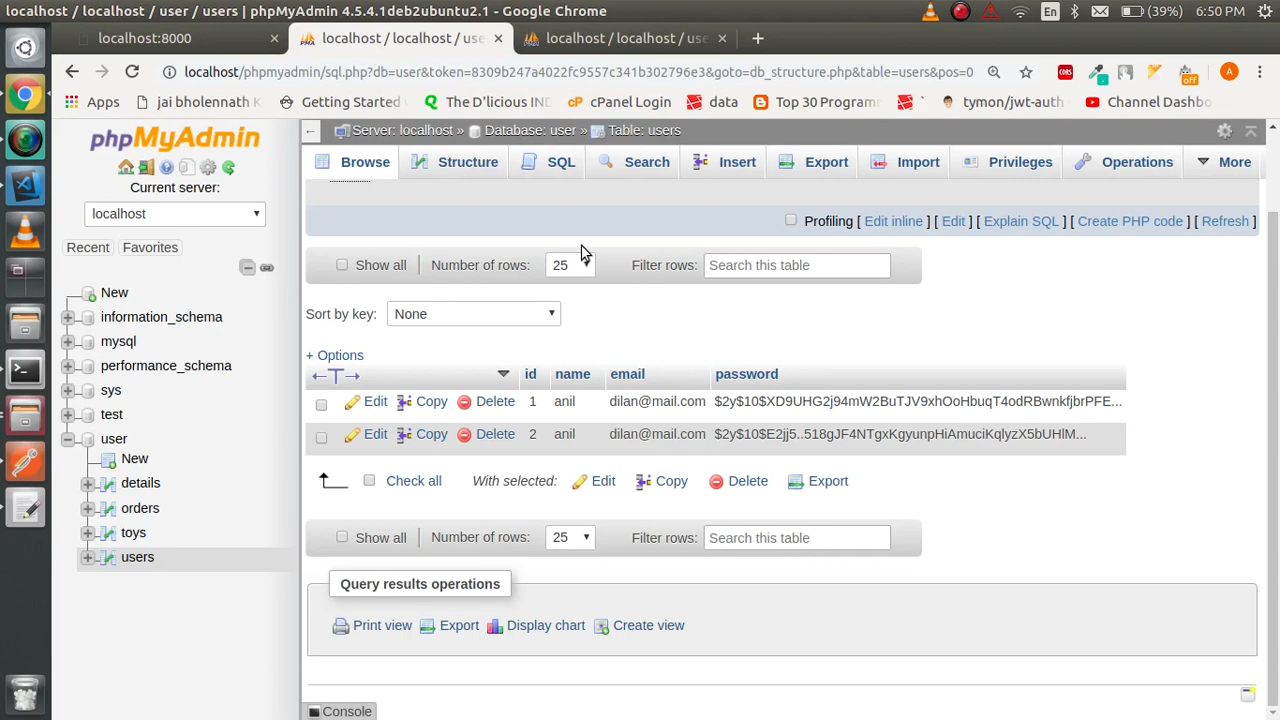 localhost / localhost / user / users | phpMyAdmin 4.5.4.1deb2ubuntu2.1 - Google Chrome
En
(39%)
6:50 PM
localhost:8000
localhost / localhost / use
localhost / localhost / use
localhost/phpmyadmin/sql.php?db=user&token=8309b247a4022fc9557c341b302796e3&goto=db_structure.php&table=users&pos=0
CORS
off
A
Apps
jai bholennath K
Getting Started
The D'licious IND
cPanel Login
data
Top 30 Program
tymon/jwt-auth
Channel Dashbo
phpMyAdmin
Current server:
localhost
Recent
Favorites
New
information_schema
mysql
performance_schema
sys
test
user
New
details
orders
toys
users
Server: localhost » Database: user » Table: users
Browse
Structure
SQL
Search
Insert
Export
Import
Privileges
Operations
More
Profiling [ Edit inline ] [ Edit ] [ Explain SQL ] [ Create PHP code ] [ Refresh ]
Show all
Number of rows:
25
Filter rows:
Search this table
Sort by key:
None
+ Options
←T→ id name email password
Edit Copy Delete 1 anil dilan@mail.com $2y$10$XD9UHG2j94mW2BuTJV9xhOoHbuqT4odRBwnkfjbrPFE...
Edit Copy Delete 2 anil dilan@mail.com $2y$10$E2jj5..518gJF4NTgxKgyunpHiAmuciKqlyzX5bUHlM...
Check all
With selected:
Edit
Copy
Delete
Export
Show all
Number of rows:
25
Filter rows:
Search this table
Query results operations
Print view
Export
Display chart
Create view
Console